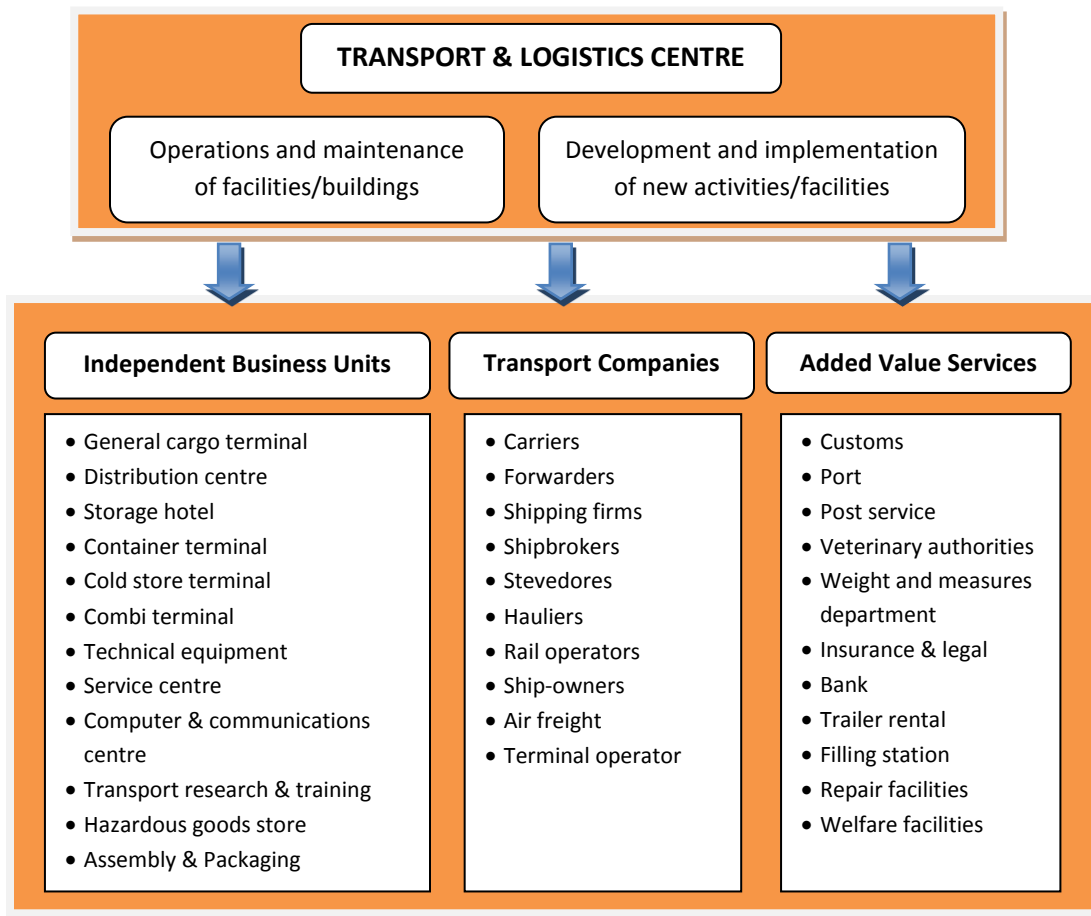 TRANSPORT & LOGISTICS CENTRE
Operations and maintenance
of facilities/buildings
Development and implementation
of new activities/facilities
Independent Business Units
• General cargo terminal
• Distribution centre
• Storage hotel
• Container terminal
• Cold store terminal
• Combi terminal
• Technical equipment
• Service centre
• Computer & communications
centre
• Transport research & training
• Hazardous goods store
• Assembly & Packaging
Transport Companies
• Carriers
• Forwarders
• Shipping firms
• Shipbrokers
• Stevedores
• Hauliers
• Rail operators
• Ship-owners
• Air freight
• Terminal operator
Added Value Services
• Customs
• Port
• Post service
• Veterinary authorities
• Weight and measures
department
• Insurance & legal
• Bank
• Trailer rental
• Filling station
• Repair facilities
• Welfare facilities